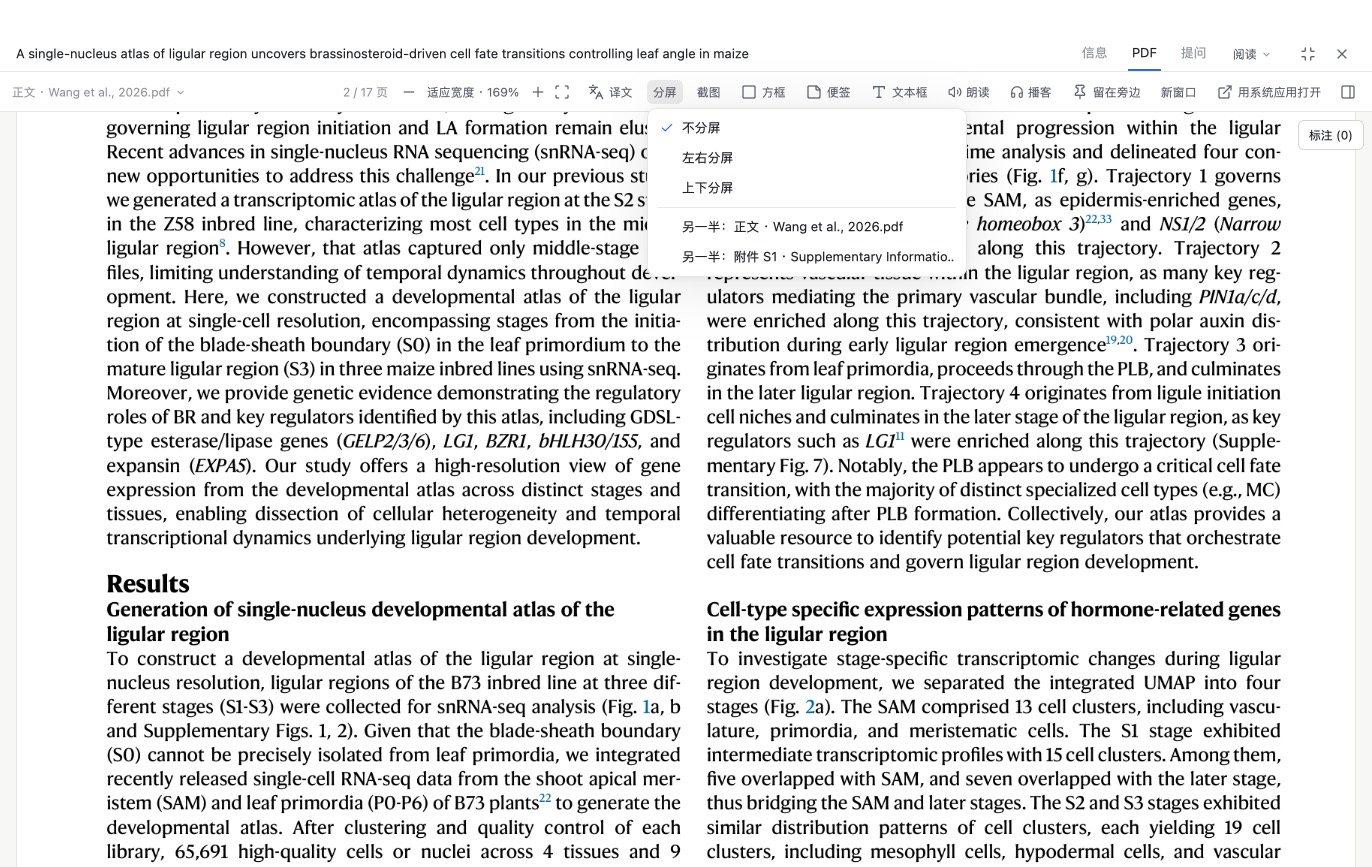 A single-nucleus atlas of ligular region uncovers brassinosteroid-driven cell fate transitions controlling leaf angle in maize
信息 PDF 提问 阅读
正文 · Wang et al., 2026.pdf
2 / 17 页 — 适应宽度 · 169% + 译文 分屏 截图 方框 便签 文本框 朗读 播客 留在旁边 新窗口 用系统应用打开
标注 (0)
不分屏
左右分屏
上下分屏
另一半：正文 · Wang et al., 2026.pdf
另一半：附件 S1 · Supplementary Informatio..
governing ligular region initiation and LA formation remain elus
Recent advances in single-nucleus RNA sequencing (snRNA-seq)
new opportunities to address this challenge21. In our previous st
we generated a transcriptomic atlas of the ligular region at the S2 s
in the Z58 inbred line, characterizing most cell types in the mi
ligular region8. However, that atlas captured only middle-stage
files, limiting understanding of temporal dynamics throughout
opment. Here, we constructed a developmental atlas of the ligular
region at single-cell resolution, encompassing stages from the initia-
tion of the blade-sheath boundary (S0) in the leaf primordium to the
mature ligular region (S3) in three maize inbred lines using snRNA-seq.
Moreover, we provide genetic evidence demonstrating the regulatory
roles of BR and key regulators identified by this atlas, including GDSL-
type esterase/lipase genes (GELP2/3/6), LG1, BZR1, bHLH30/155, and
expansin (EXPA5). Our study offers a high-resolution view of gene
expression from the developmental atlas across distinct stages and
tissues, enabling dissection of cellular heterogeneity and temporal
transcriptional dynamics underlying ligular region development.
Results
Generation of single-nucleus developmental atlas of the
ligular region
To construct a developmental atlas of the ligular region at single-
nucleus resolution, ligular regions of the B73 inbred line at three dif-
ferent stages (S1-S3) were collected for snRNA-seq analysis (Fig. 1a, b
and Supplementary Figs. 1, 2). Given that the blade-sheath boundary
(S0) cannot be precisely isolated from leaf primordia, we integrated
recently released single-cell RNA-seq data from the shoot apical mer-
istem (SAM) and leaf primordia (P0-P6) of B73 plants22 to generate the
developmental atlas. After clustering and quality control of each
library, 65,691 high-quality cells or nuclei across 4 tissues and 9
ental progression within the ligular
ime analysis and delineated four con-
ries (Fig. 1f, g). Trajectory 1 governs
e SAM, as epidermis-enriched genes,
homeobox 3)22,33 and NS1/2 (Narrow
along this trajectory. Trajectory 2
represents vascular tissue within the ligular region, as many key reg-
ulators mediating the primary vascular bundle, including PIN1a/c/d,
were enriched along this trajectory, consistent with polar auxin dis-
tribution during early ligular region emergence19,20. Trajectory 3 ori-
ginates from leaf primordia, proceeds through the PLB, and culminates
in the later ligular region. Trajectory 4 originates from ligule initiation
cell niches and culminates in the later stage of the ligular region, as key
regulators such as LG111 were enriched along this trajectory (Supple-
mentary Fig. 7). Notably, the PLB appears to undergo a critical cell fate
transition, with the majority of distinct specialized cell types (e.g., MC)
differentiating after PLB formation. Collectively, our atlas provides a
valuable resource to identify potential key regulators that orchestrate
cell fate transitions and govern ligular region development.
Cell-type specific expression patterns of hormone-related genes
in the ligular region
To investigate stage-specific transcriptomic changes during ligular
region development, we separated the integrated UMAP into four
stages (Fig. 2a). The SAM comprised 13 cell clusters, including vascu-
lature, primordia, and meristematic cells. The S1 stage exhibited
intermediate transcriptomic profiles with 15 cell clusters. Among them,
five overlapped with SAM, and seven overlapped with the later stage,
thus bridging the SAM and later stages. The S2 and S3 stages exhibited
similar distribution patterns of cell clusters, each yielding 19 cell
clusters, including mesophyll cells, hypodermal cells, and vascular